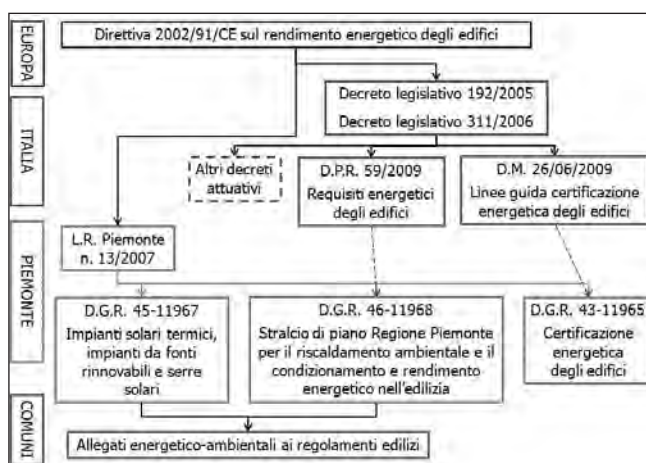 EUROPA
Direttiva 2002/91/CE sul rendimento energetico degli edifici
ITALIA
Decreto legislativo 192/2005
Decreto legislativo 311/2006
Altri decreti
attuativi
D.P.R. 59/2009
Requisiti energetici
degli edifici
D.M. 26/06/2009
Linee guida certificazione
energetica degli edifici
PIEMONTE
L.R. Piemonte
n. 13/2007
D.G.R. 45-11967
Impianti solari termici,
impianti da fonti
rinnovabili e serre
solari
D.G.R. 46-11968
Stralcio di piano Regione Piemonte
per il riscaldamento ambientale e il
condizionamento e rendimento
energetico nell'edilizia
D.G.R. 43-11965
Certificazione
energetica
degli edifici
COMUNI
Allegati energetico-ambientali ai regolamenti edilizi